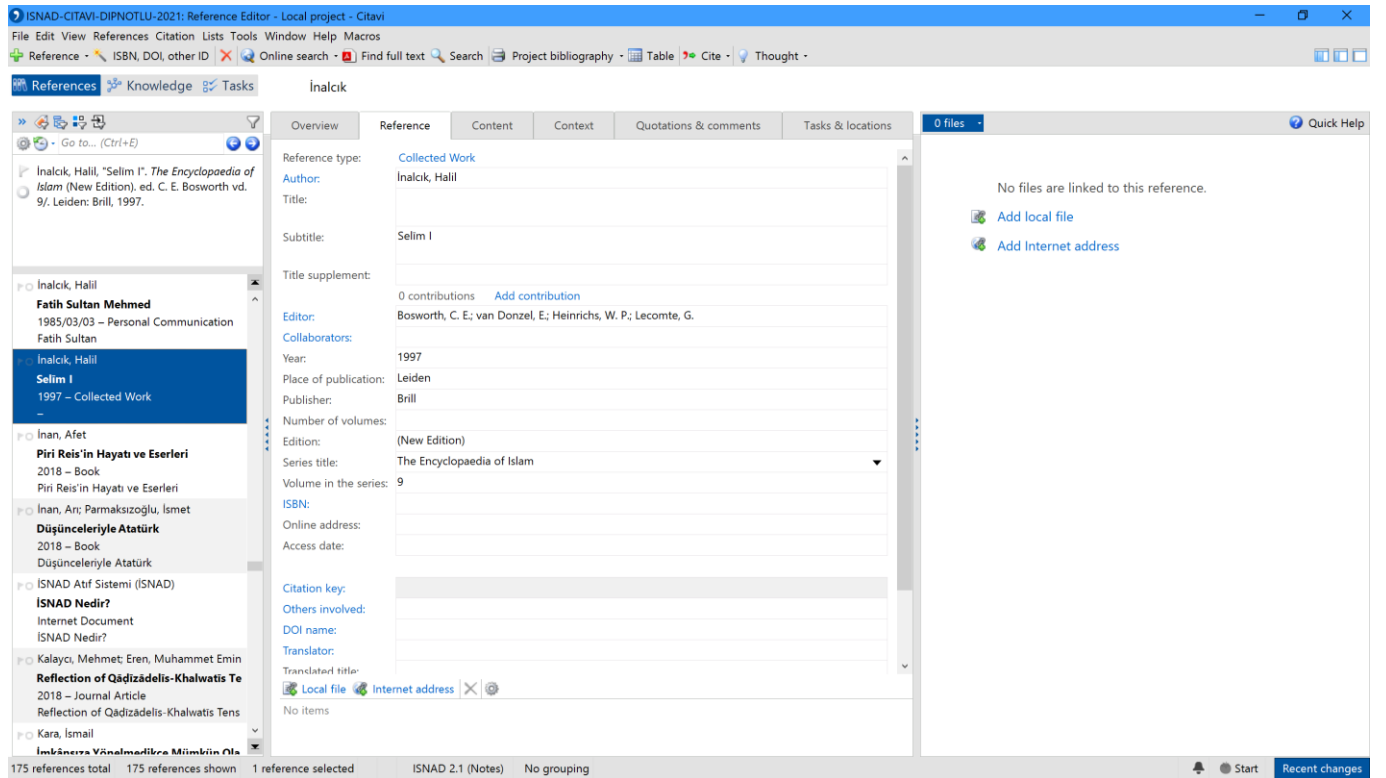 ISNAD-CITAVI-DIPNOTLU-2021: Reference Editor - Local project - Citavi
File Edit View References Citation Lists Tools Window Help Macros
Reference ISBN, DOI, other ID Online search Find full text Search Project bibliography Table Cite Thought
References Knowledge Tasks İnalcık
Go to... (Ctrl+E)
İnalcık, Halil, "Selîm I". The Encyclopaedia of
Islam (New Edition). ed. C. E. Bosworth vd.
9/. Leiden: Brill, 1997.
İnalcık, Halil
Fatih Sultan Mehmed
1985/03/03 – Personal Communication
Fatih Sultan
İnalcık, Halil
Selîm I
1997 – Collected Work
–
İnan, Afet
Piri Reis'in Hayatı ve Eserleri
2018 – Book
Piri Reis'in Hayatı ve Eserleri
İnan, Arı; Parmaksızoğlu, İsmet
Düşünceleriyle Atatürk
2018 – Book
Düşünceleriyle Atatürk
İSNAD Atıf Sistemi (İSNAD)
İSNAD Nedir?
Internet Document
İSNAD Nedir?
Kalaycı, Mehmet; Eren, Muhammet Emin
Reflection of Qāḍīzādelis-Khalwatīs Te
2018 – Journal Article
Reflection of Qāḍīzādelis-Khalwatīs Tens
Kara, İsmail
İmkânsıza Yönelmedikçe Mümkün Ola
Overview Reference Content Context Quotations & comments Tasks & locations
Reference type: Collected Work
Author: İnalcık, Halil
Title:
Subtitle: Selîm I
Title supplement:
0 contributions Add contribution
Editor: Bosworth, C. E.; van Donzel, E.; Heinrichs, W. P.; Lecomte, G.
Collaborators:
Year: 1997
Place of publication: Leiden
Publisher: Brill
Number of volumes:
Edition: (New Edition)
Series title: The Encyclopaedia of Islam
Volume in the series: 9
ISBN:
Online address:
Access date:
Citation key:
Others involved:
DOI name:
Translator:
Translated title:
Local file Internet address
No items
0 files Quick Help
No files are linked to this reference.
Add local file
Add Internet address
175 references total 175 references shown 1 reference selected ISNAD 2.1 (Notes) No grouping Start Recent changes